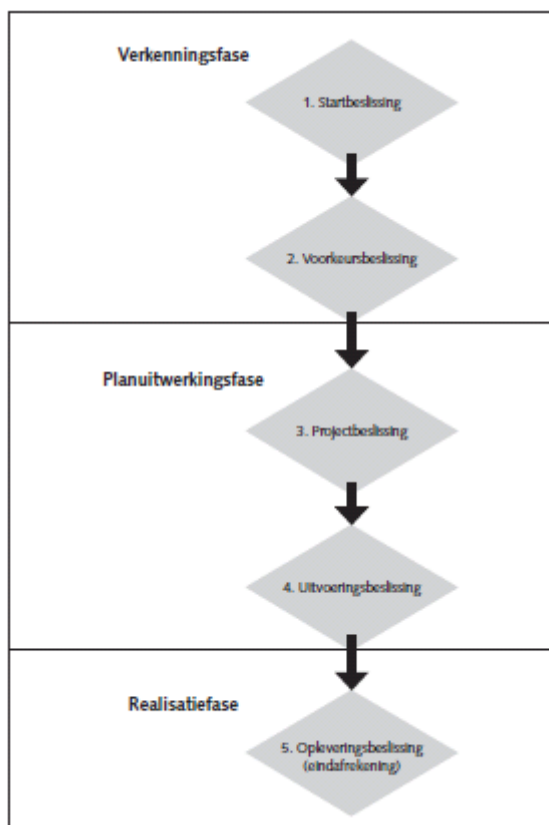 Verkenningsfase
1. Startbeslissing
2. Voorkeursbeslissing
Planuitwerkingsfase
3. Projectbeslissing
4. Uitvoeringsbeslissing
Realisatiefase
5. Opleveringsbeslissing
(eindafrekening)